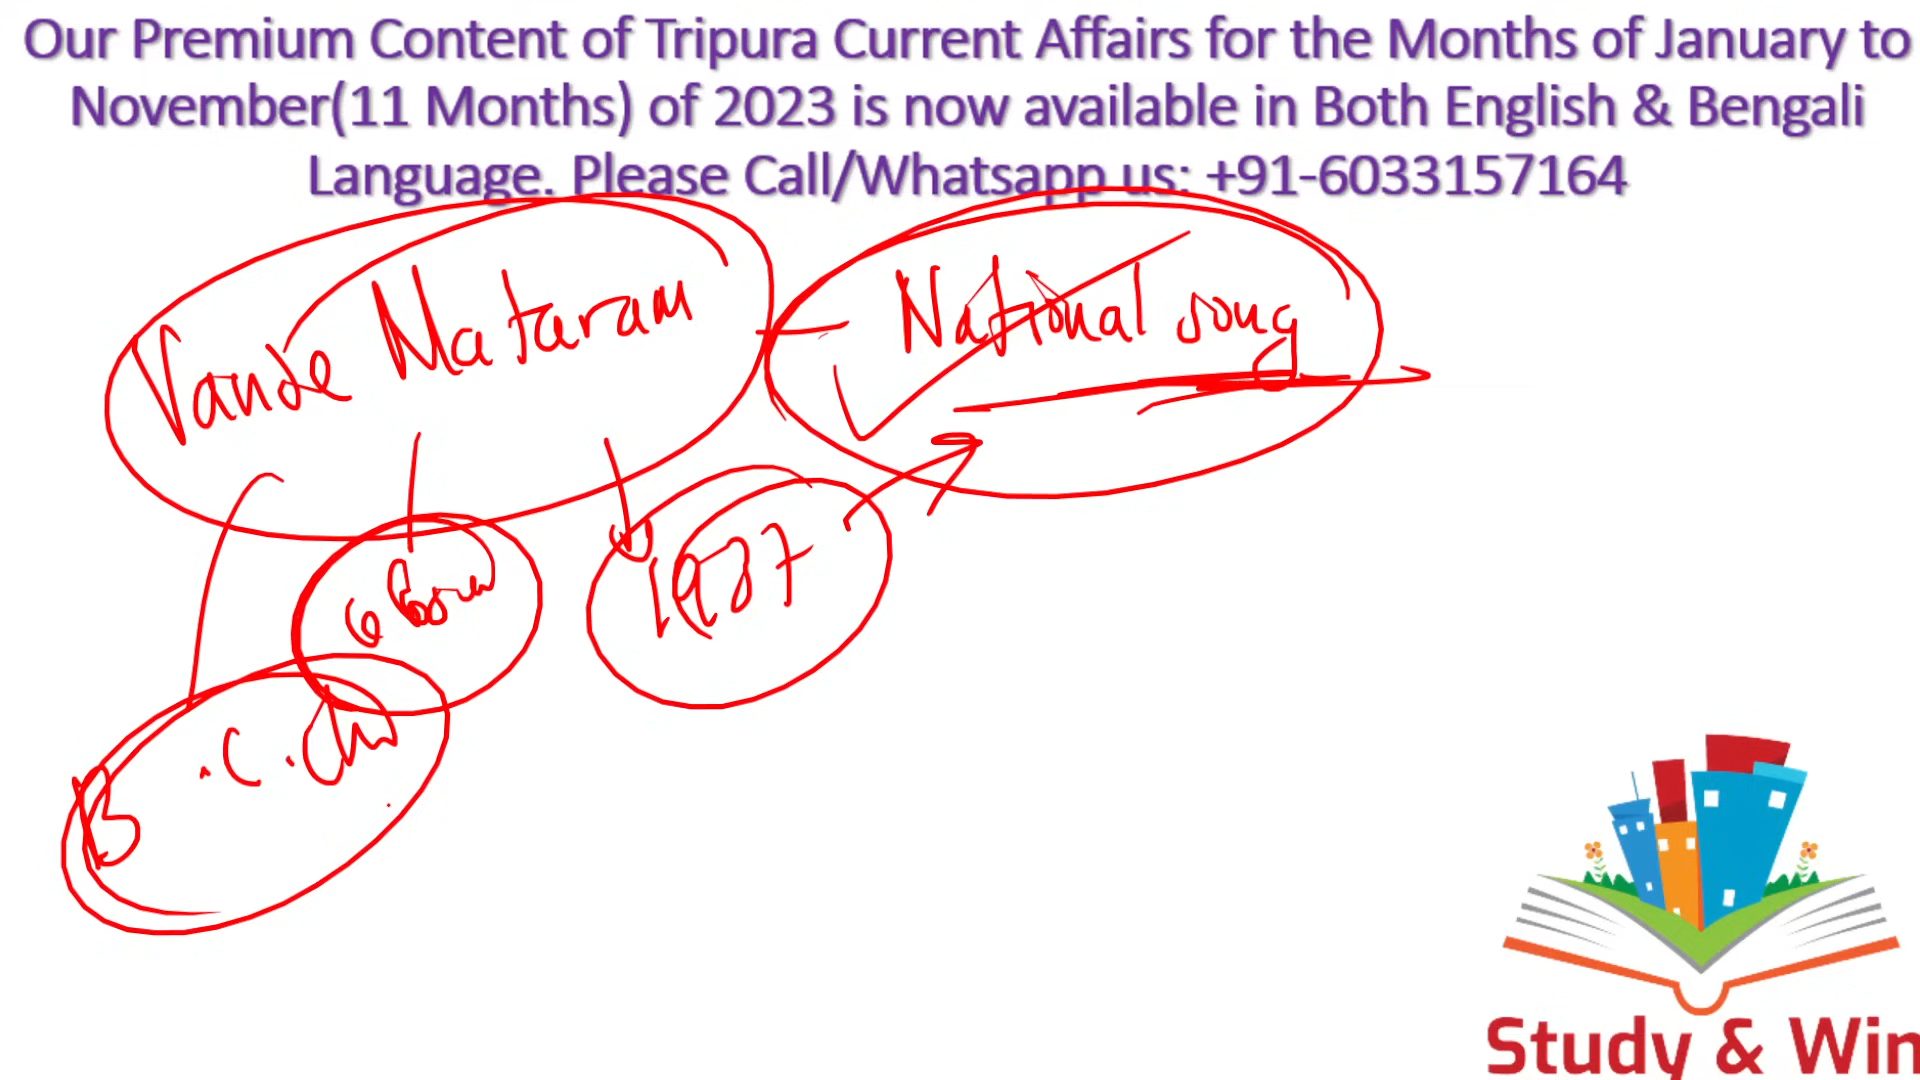 Our Premium Content of Tripura Current Affairs for the Months of January to
November(11 Months) of 2023 is now available in Both English & Bengali
Language. Please Call/Whatsapp us: +91-6033157164
Vande Mataram
National song
6
1937
B.C.
Study & Win